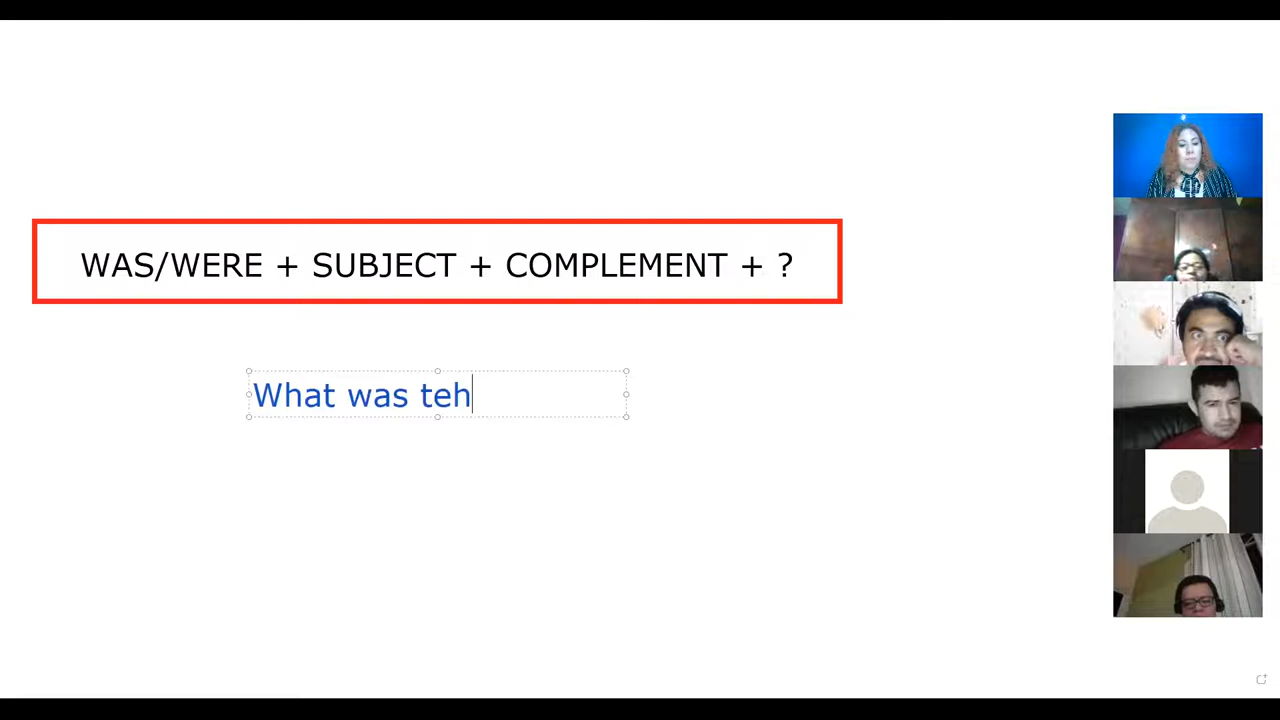 WAS/WERE + SUBJECT + COMPLEMENT + ?
What was teh